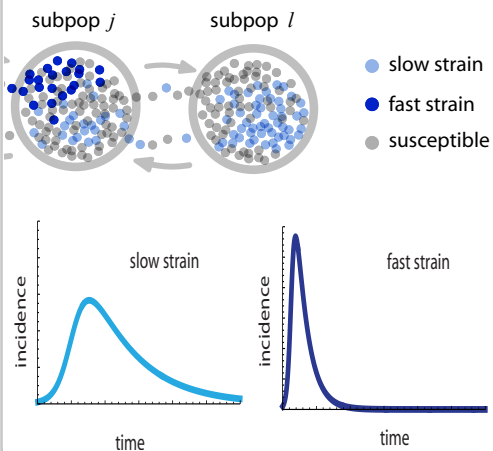 subpop j
subpop l
slow strain
fast strain
susceptible
slow strain
incidence
time
fast strain
incidence
time